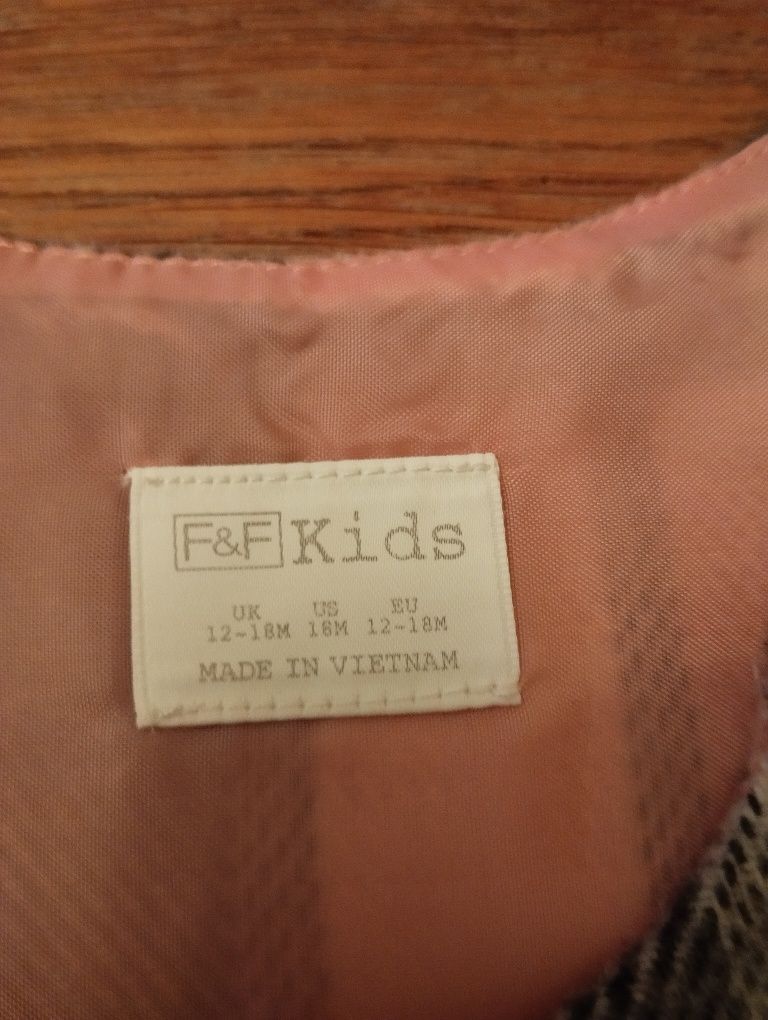 F&F Kids
UK US EU
12-18M 18M 12-18M
MADE IN VIETNAM